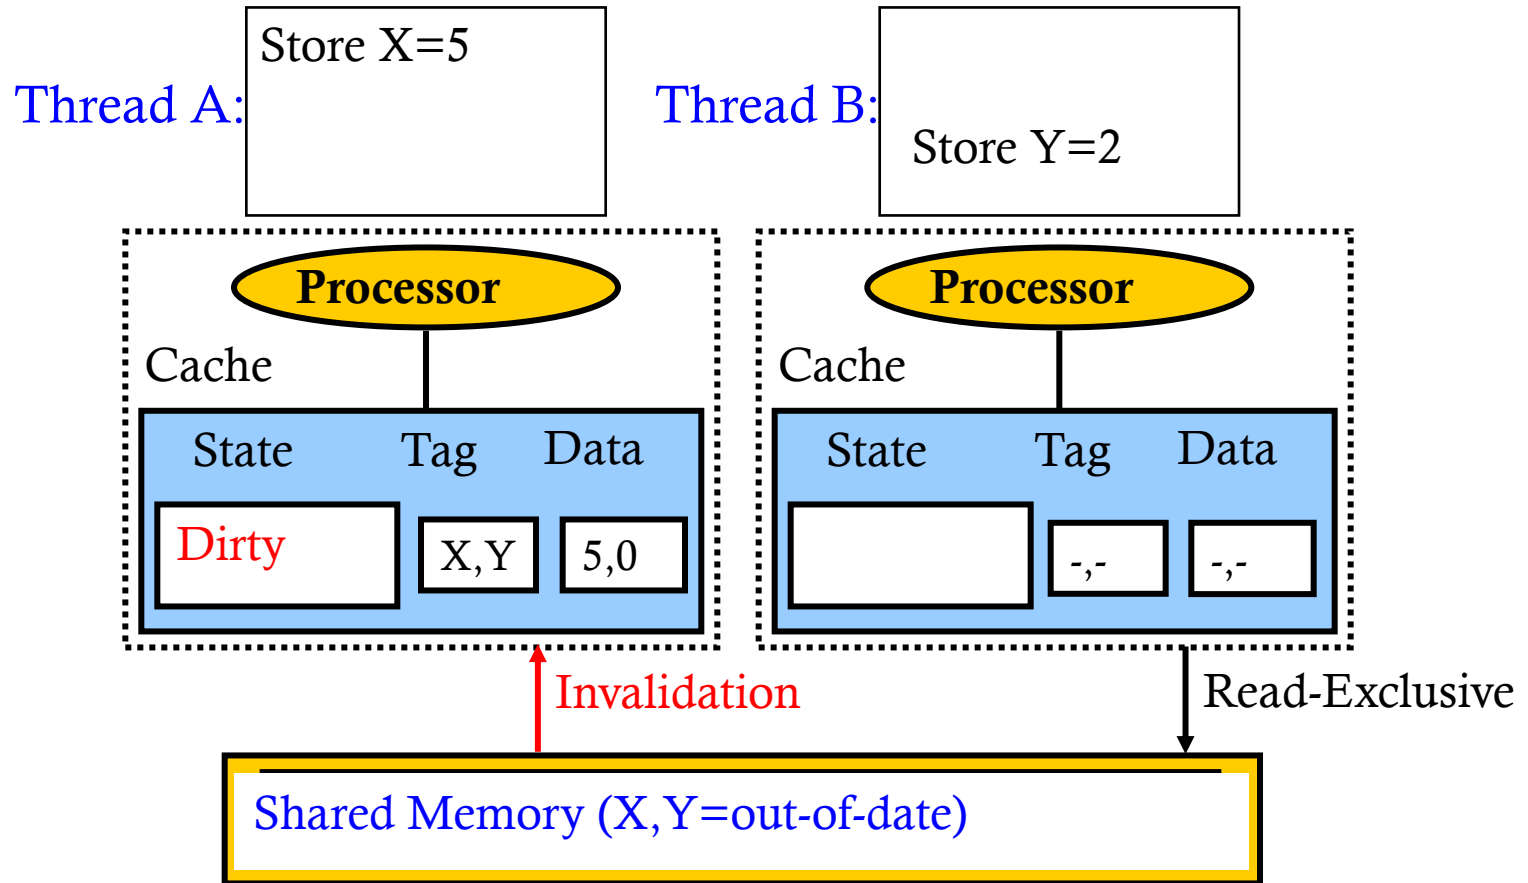 Thread A:
Store X=5
Thread B:
Store Y=2
Processor
Cache
State Tag Data
Dirty X,Y 5,0
Processor
Cache
State Tag Data
-,- -,-
Invalidation
Read-Exclusive
Shared Memory (X,Y=out-of-date)